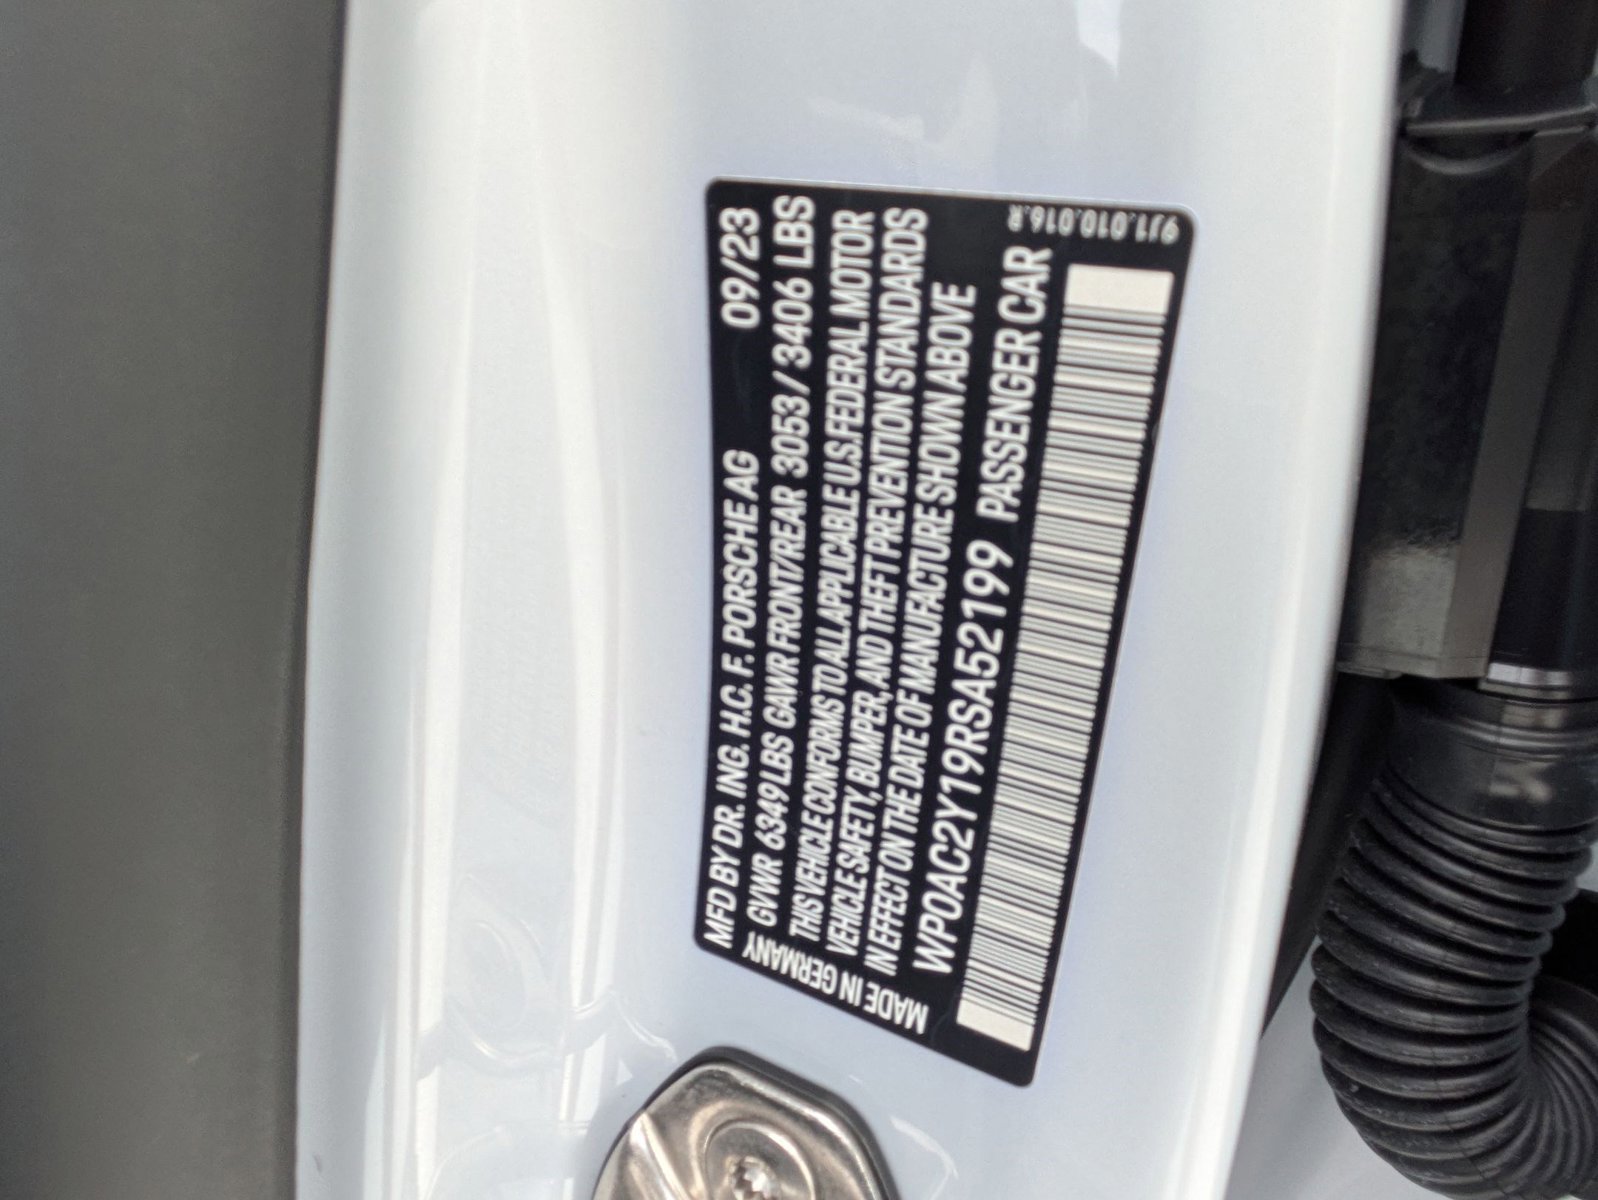 MFD BY DR. ING. H.C. F. PORSCHE AG 09/23
GVWR 6349 LBS GAWR FRONT/REAR 3053 / 3406 LBS
THIS VEHICLE CONFORMS TO ALL APPLICABLE U.S. FEDERAL MOTOR
VEHICLE SAFETY, BUMPER, AND THEFT PREVENTION STANDARDS
IN EFFECT ON THE DATE OF MANUFACTURE SHOWN ABOVE
WP0AC2Y19RSA52199 PASSENGER CAR
MADE IN GERMANY
9J1.010.016.R